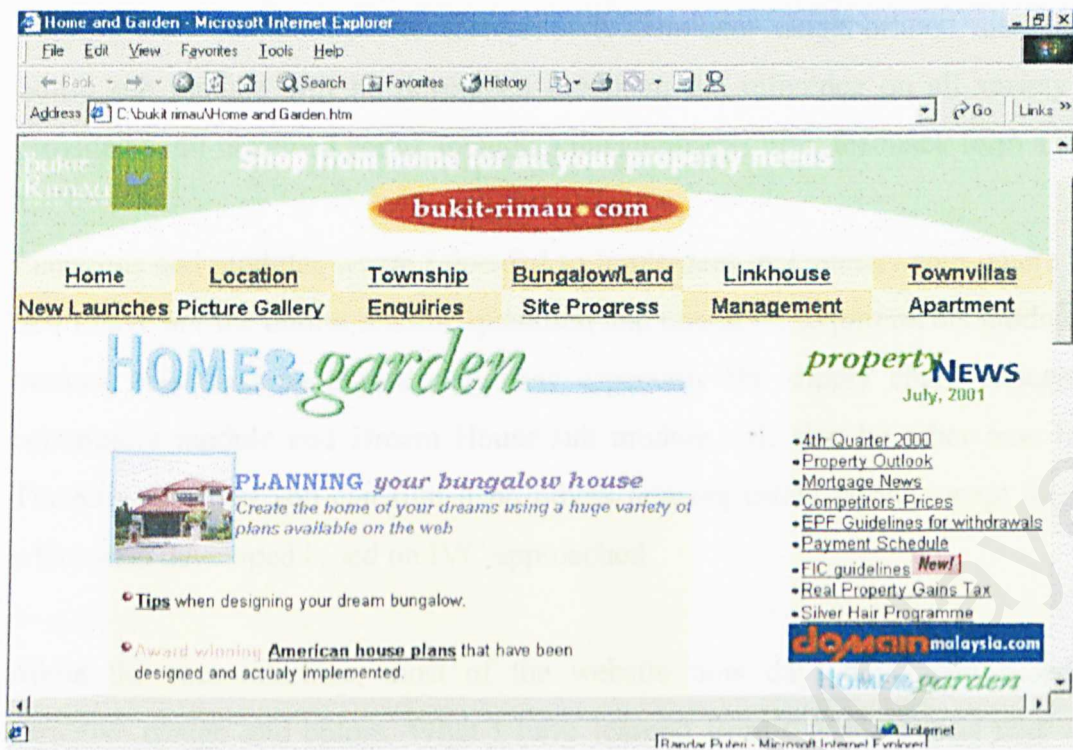 Home and Garden - Microsoft Internet Explorer
File Edit View Favorites Tools Help
Back Search Favorites History
Address C:\bukit rimau\Home and Garden.htm Go Links »
bukit
Rimau
Shop from home for all your property needs
bukit-rimau•com
Home Location Township Bungalow/Land Linkhouse Townvillas
New Launches Picture Gallery Enquiries Site Progress Management Apartment
HOME& garden
PLANNING your bungalow house
Create the home of your dreams using a huge variety of
plans available on the web
Tips when designing your dream bungalow.
Award winning American house plans that have been
designed and actualy implemented.
property NEWS
July, 2001
4th Quarter 2000
Property Outlook
Mortgage News
Competitors' Prices
EPF Guidelines for withdrawals
Payment Schedule
FIC guidelines New!
Real Property Gains Tax
Silver Hair Programme
domainmalaysia.com
HOME& garden
Internet
Bandar Puteri - Microsoft Internet Explorer